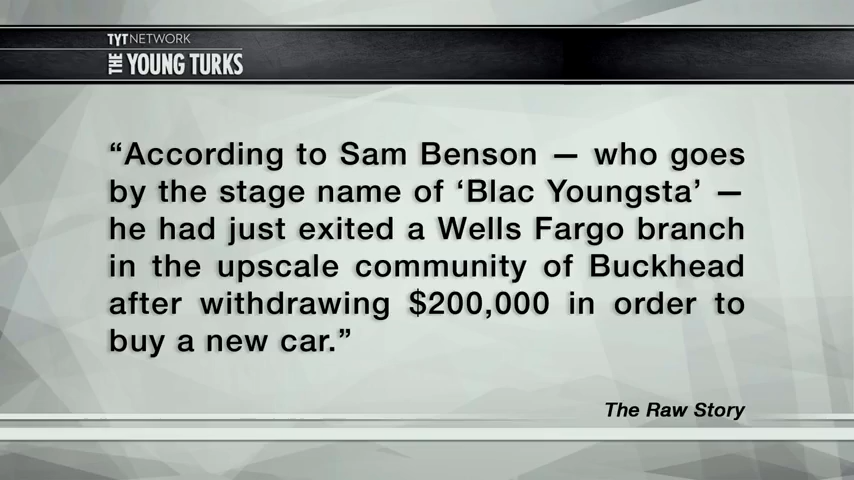 TYT NETWORK
THE YOUNG TURKS
“According to Sam Benson — who goes
by the stage name of ‘Blac Youngsta’ —
he had just exited a Wells Fargo branch
in the upscale community of Buckhead
after withdrawing $200,000 in order to
buy a new car.”
The Raw Story